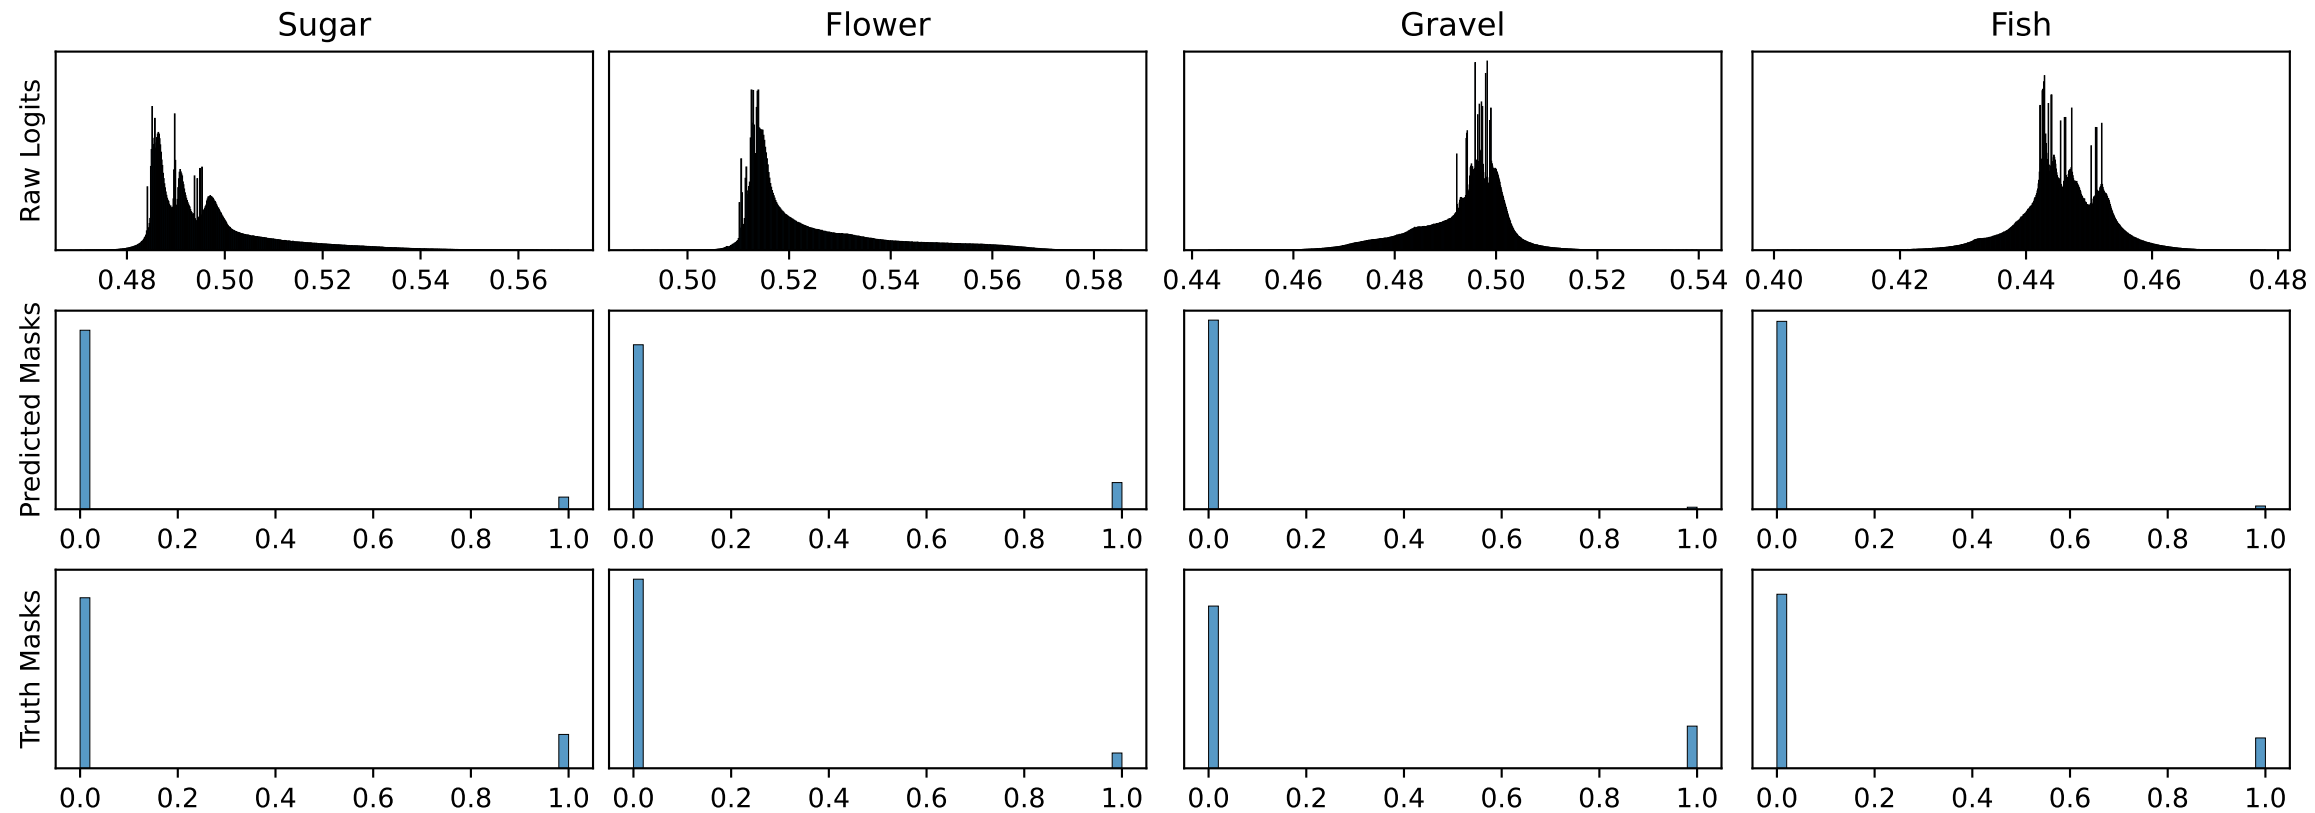 Sugar Flower Gravel Fish
Raw Logits
0.48 0.50 0.52 0.54 0.56 0.50 0.52 0.54 0.56 0.58 0.44 0.46 0.48 0.50 0.52 0.54 0.40 0.42 0.44 0.46 0.48
Predicted Masks
0.0 0.2 0.4 0.6 0.8 1.0 0.0 0.2 0.4 0.6 0.8 1.0 0.0 0.2 0.4 0.6 0.8 1.0 0.0 0.2 0.4 0.6 0.8 1.0
Truth Masks
0.0 0.2 0.4 0.6 0.8 1.0 0.0 0.2 0.4 0.6 0.8 1.0 0.0 0.2 0.4 0.6 0.8 1.0 0.0 0.2 0.4 0.6 0.8 1.0